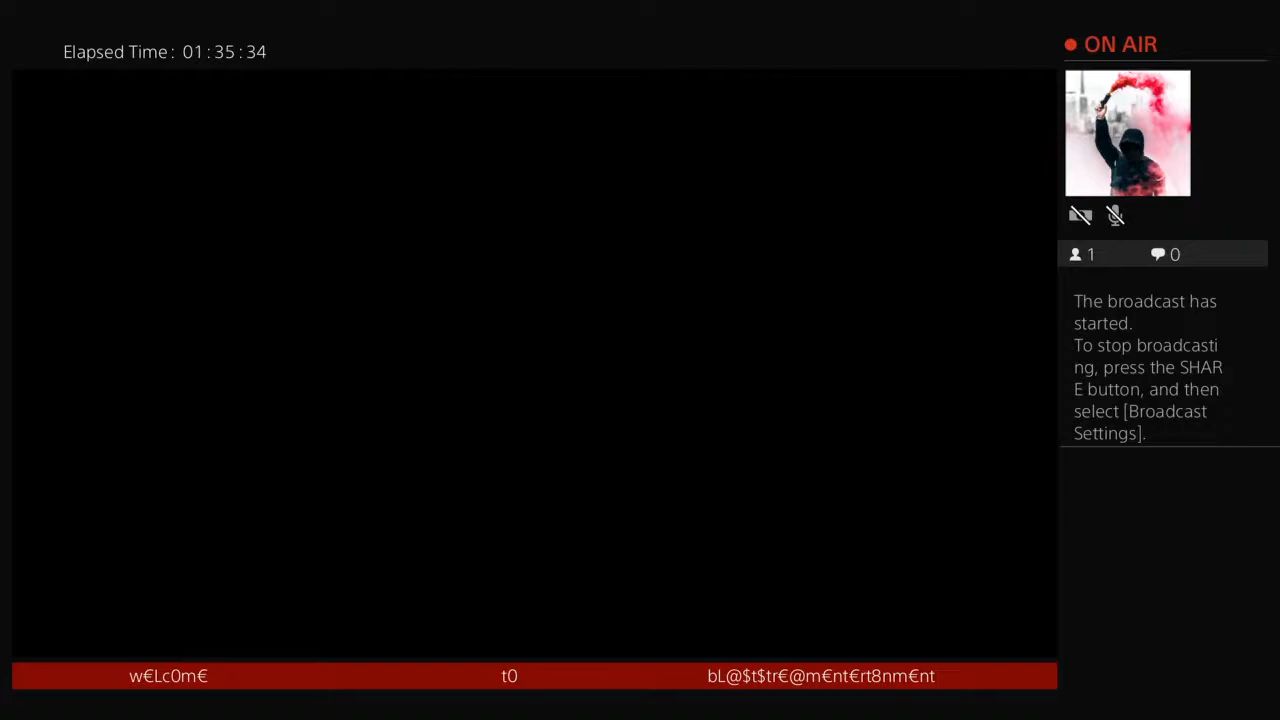 Elapsed Time: 01:35:34
ON AIR
1 0
The broadcast has
started.
To stop broadcasti
ng, press the SHAR
E button, and then
select [Broadcast
Settings].
w€Lc0m€ t0 bL@$t$tr€@m€nt€rt8nm€nt